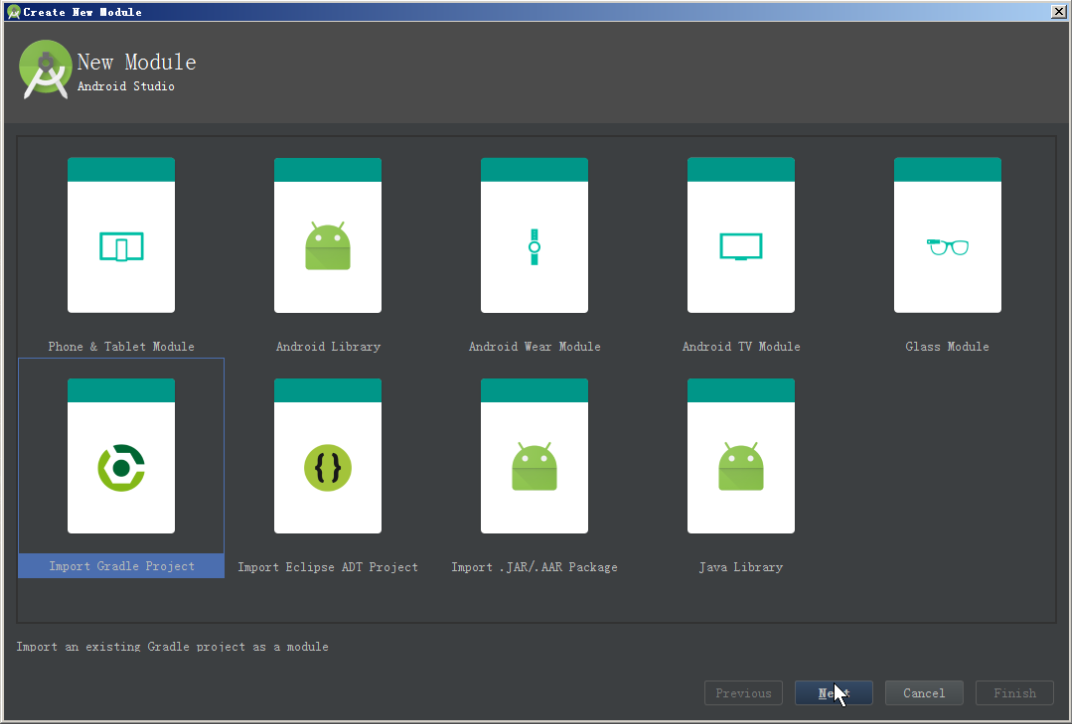 Create New Module
New Module
Android Studio
Phone & Tablet Module
Android Library
Android Wear Module
Android TV Module
Glass Module
Import Gradle Project
{}
Import Eclipse ADT Project
Import .JAR/.AAR Package
Java Library
Import an existing Gradle project as a module
Previous
Next
Cancel
Finish